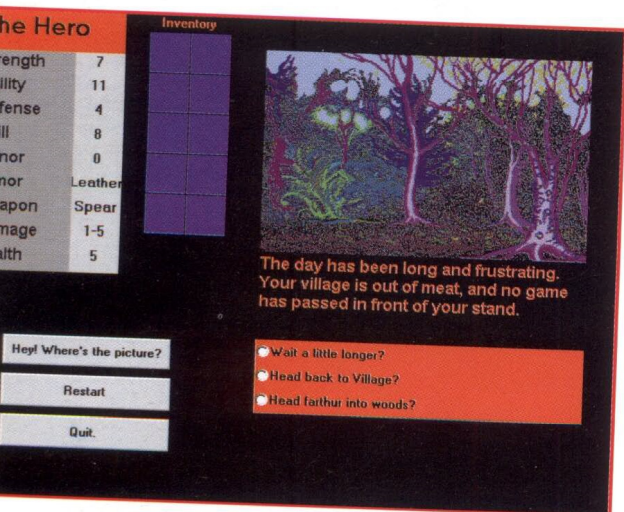 he Hero
Inventory
rength 7
ility 11
fense 4
ill 8
nor 0
mor Leather
apon Spear
mage 1-5
alth 5
The day has been long and frustrating.
Your village is out of meat, and no game
has passed in front of your stand.
Hey! Where's the picture?
Restart
Quit.
Wait a little longer?
Head back to Village?
Head farthur into woods?